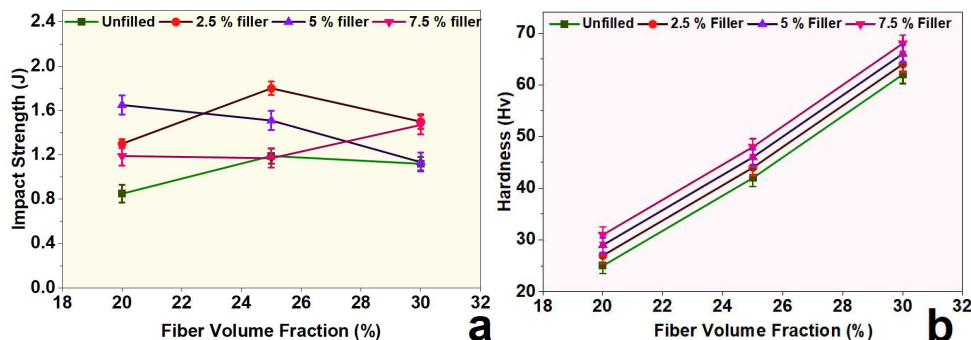 Unfilled 2.5 % filler 5 % filler 7.5 % filler
Impact Strength (J)
2.4
2.0
1.6
1.2
0.8
0.4
0.0
18 20 22 24 26 28 30 32
Fiber Volume Fraction (%)
a
Unfilled 2.5 % Filler 5 % Filler 7.5 % Filler
Hardness (Hv)
70
60
50
40
30
20
18 20 22 24 26 28 30 32
Fiber Volume Fraction (%)
b